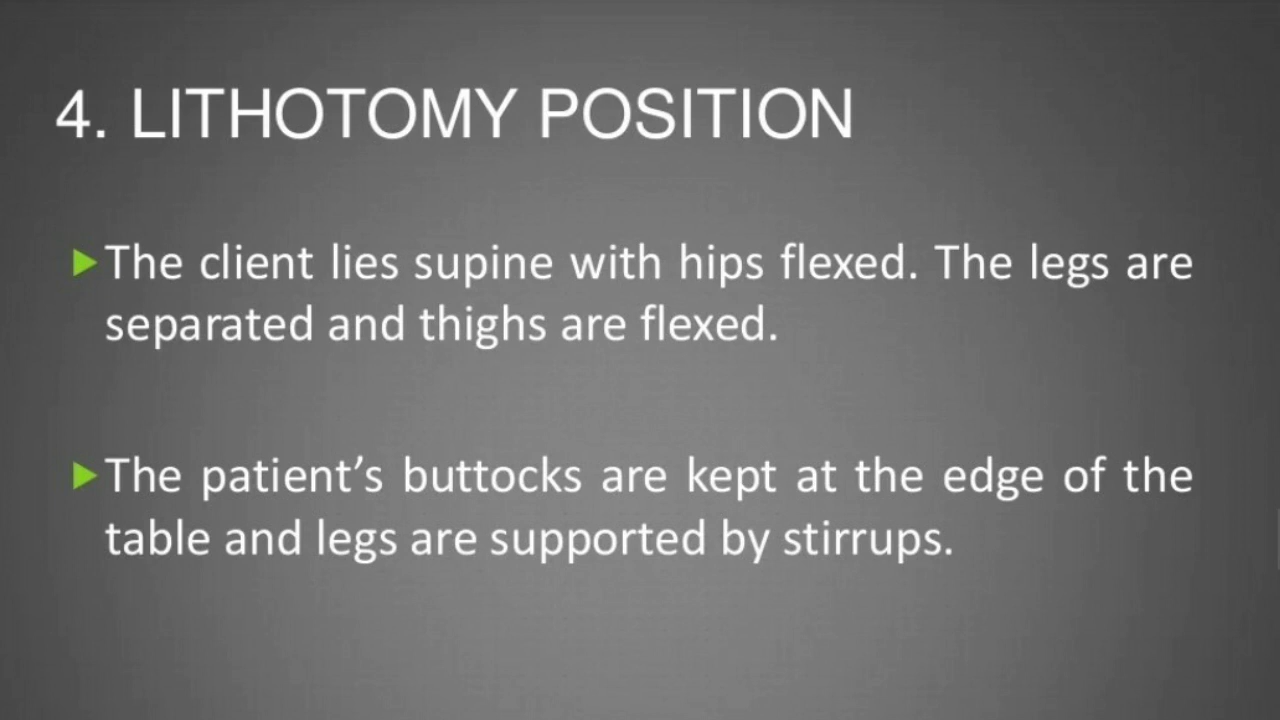 4. LITHOTOMY POSITION
The client lies supine with hips flexed. The legs are
separated and thighs are flexed.
The patient’s buttocks are kept at the edge of the
table and legs are supported by stirrups.